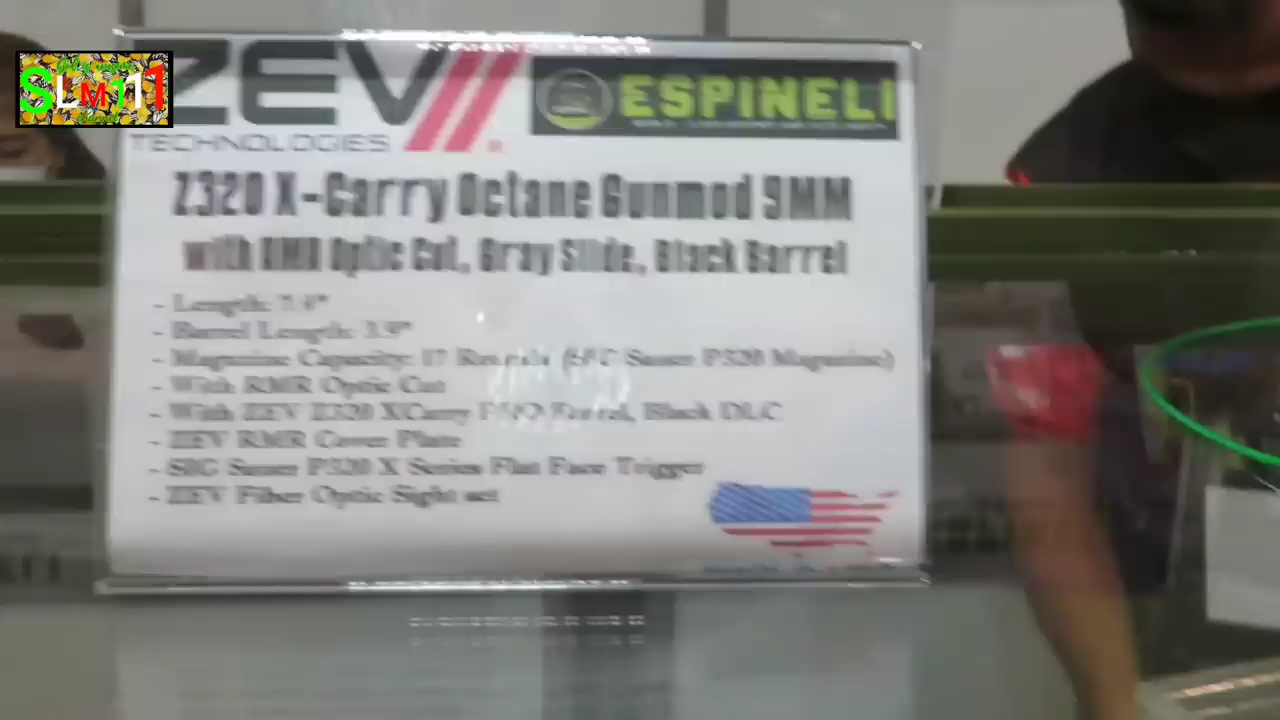 SLM111
ZEV
TECHNOLOGIES
ESPINELI
Z320 X-Carry Octane Gunmod 9MM
with RMR Optic Cut, Gray Slide, Black Barrel
- Length: 7.4"
- Barrel Length: 3.9"
- Magazine Capacity: 17 Rounds (SIG Sauer P320 Magazine)
- With RMR Optic Cut
- With ZEV Z320 XCarry Barrel, Black DLC
- ZEV RMR Cover Plate
- SIG Sauer P320 X Series Flat Face Trigger
- ZEV Fiber Optic Sight set